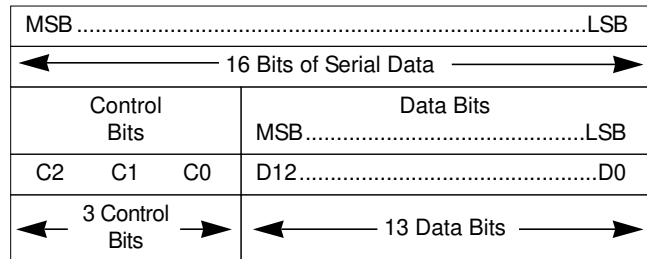 MSB......................................................................LSB
16 Bits of Serial Data
Control
Bits
Data Bits
MSB..........................................LSB
C2 C1 C0
D12.........................................D0
3 Control
Bits
13 Data Bits